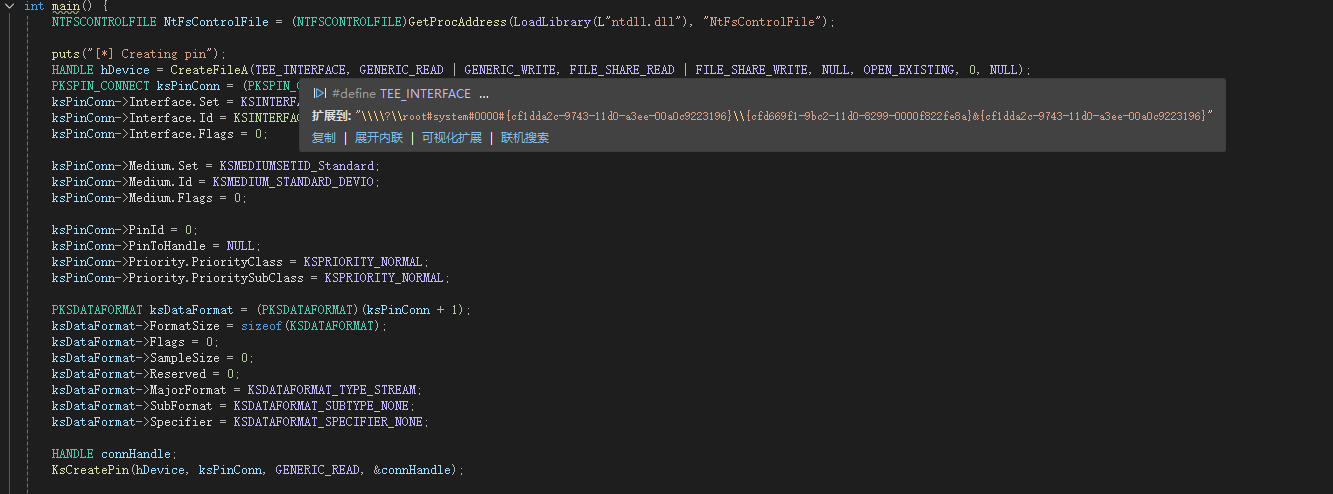 int main() {
NTFSCONTROLFILE NtFsControlFile = (NTFSCONTROLFILE)GetProcAddress(LoadLibrary(L"ntdll.dll"), "NtFsControlFile");
puts("[*] Creating pin");
HANDLE hDevice = CreateFileA(TEE_INTERFACE, GENERIC_READ | GENERIC_WRITE, FILE_SHARE_READ | FILE_SHARE_WRITE, NULL, OPEN_EXISTING, 0, NULL);
PKSPIN_CONNECT ksPinConn = (PKSPIN_
ksPinConn->Interface.Set = KSINTERFA
ksPinConn->Interface.Id = KSINTERFAC
ksPinConn->Interface.Flags = 0;
#define TEE_INTERFACE ...
扩展到: "\\\\?\\root#system#0000#{cf1dda2c-9743-11d0-a3ee-00a0c9223196}\\{cfd669f1-9bc2-11d0-8299-0000f822fe8a}&{cf1dda2c-9743-11d0-a3ee-00a0c9223196}"
复制 | 展开内联 | 可视化扩展 | 联机搜索
ksPinConn->Medium.Set = KSMEDIUMSETID_Standard;
ksPinConn->Medium.Id = KSMEDIUM_STANDARD_DEVIO;
ksPinConn->Medium.Flags = 0;
ksPinConn->PinId = 0;
ksPinConn->PinToHandle = NULL;
ksPinConn->Priority.PriorityClass = KSPRIORITY_NORMAL;
ksPinConn->Priority.PrioritySubClass = KSPRIORITY_NORMAL;
PKSDATAFORMAT ksDataFormat = (PKSDATAFORMAT)(ksPinConn + 1);
ksDataFormat->FormatSize = sizeof(KSDATAFORMAT);
ksDataFormat->Flags = 0;
ksDataFormat->SampleSize = 0;
ksDataFormat->Reserved = 0;
ksDataFormat->MajorFormat = KSDATAFORMAT_TYPE_STREAM;
ksDataFormat->SubFormat = KSDATAFORMAT_SUBTYPE_NONE;
ksDataFormat->Specifier = KSDATAFORMAT_SPECIFIER_NONE;
HANDLE connHandle;
KsCreatePin(hDevice, ksPinConn, GENERIC_READ, &connHandle);